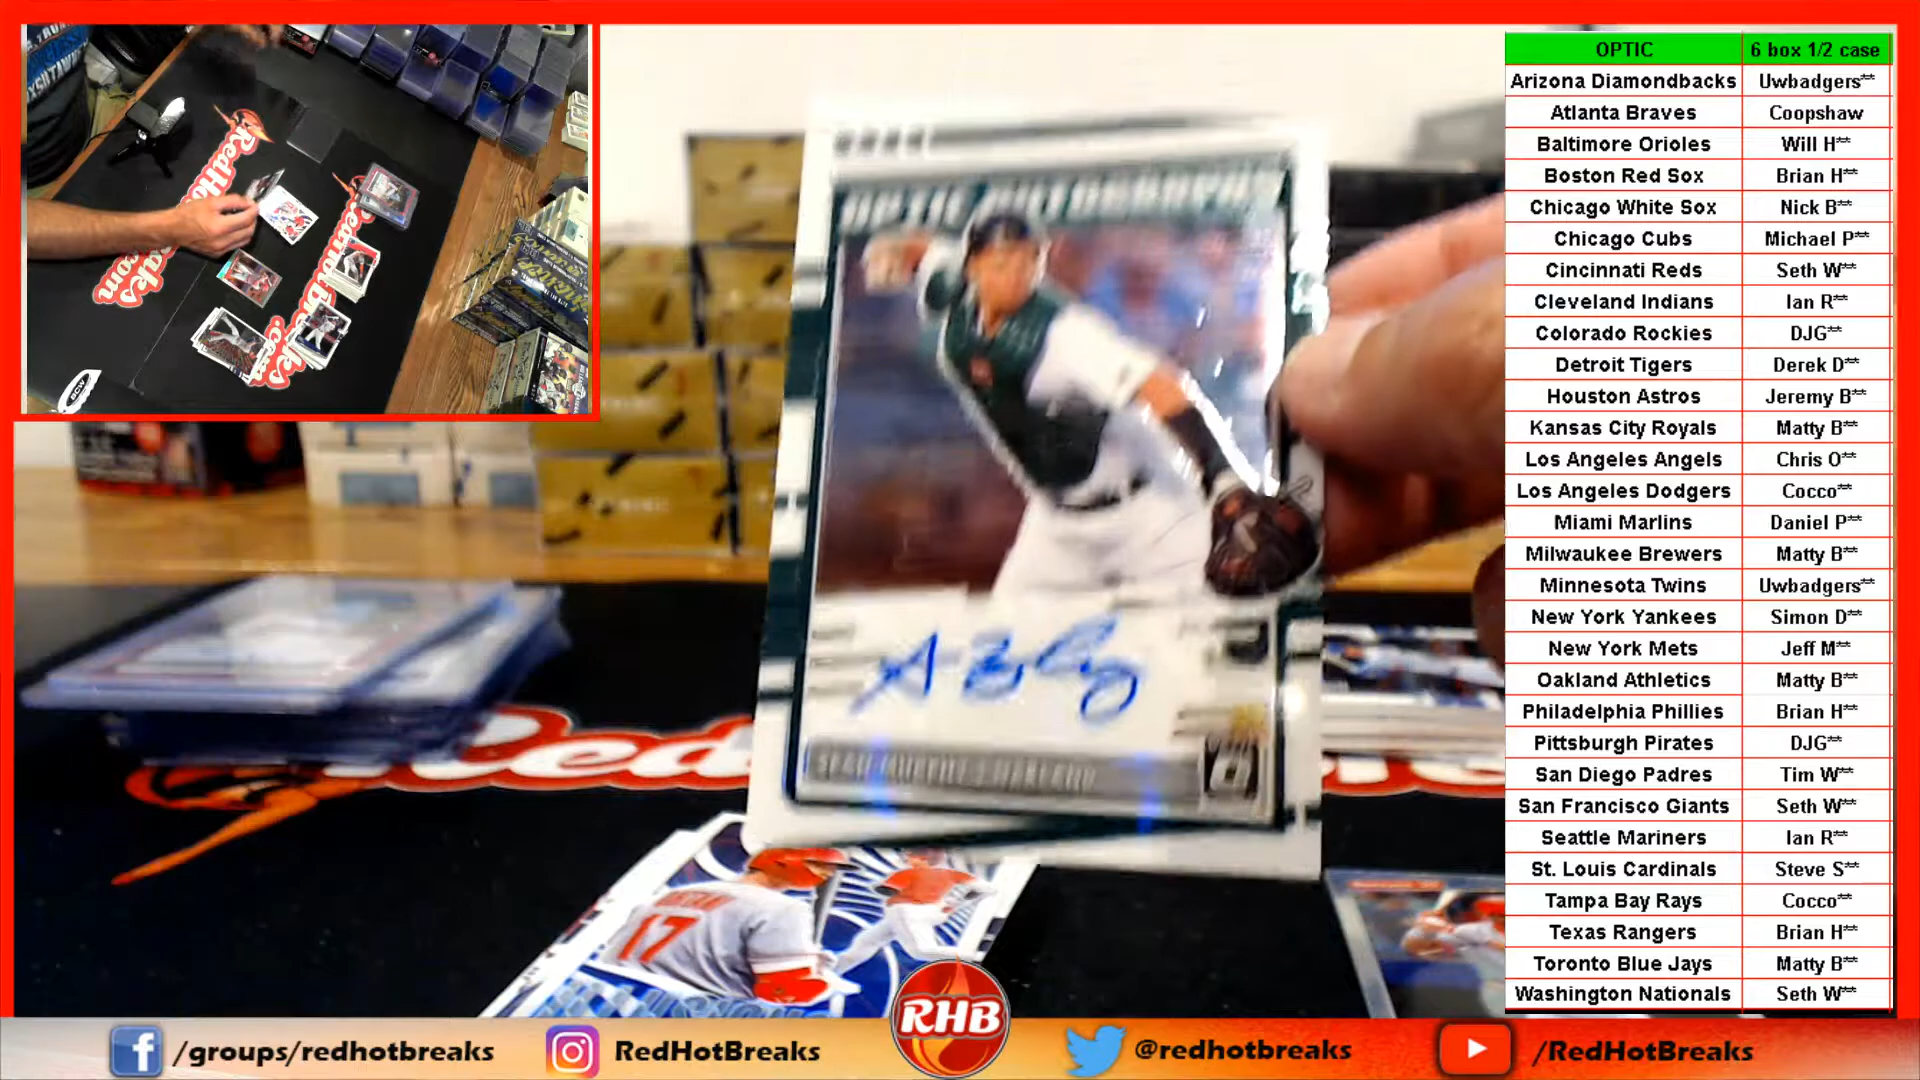 OPTIC 6 box 1/2 case
Arizona Diamondbacks Uwbadgers**
Atlanta Braves Coopshaw
Baltimore Orioles Will H**
Boston Red Sox Brian H**
Chicago White Sox Nick B**
Chicago Cubs Michael P**
Cincinnati Reds Seth W**
Cleveland Indians Ian R**
Colorado Rockies DJG**
Detroit Tigers Derek D**
Houston Astros Jeremy B**
Kansas City Royals Matty B**
Los Angeles Angels Chris O**
Los Angeles Dodgers Cocco**
Miami Marlins Daniel P**
Milwaukee Brewers Matty B**
Minnesota Twins Uwbadgers**
New York Yankees Simon D**
New York Mets Jeff M**
Oakland Athletics Matty B**
Philadelphia Phillies Brian H**
Pittsburgh Pirates DJG**
San Diego Padres Tim W**
San Francisco Giants Seth W**
Seattle Mariners Ian R**
St. Louis Cardinals Steve S**
Tampa Bay Rays Cocco**
Texas Rangers Brian H**
Toronto Blue Jays Matty B**
Washington Nationals Seth W**
OPTIC AUTOGRAPHS
Red
17
BCW
RHB
/groups/redhotbreaks
RedHotBreaks
@redhotbreaks
/RedHotBreaks